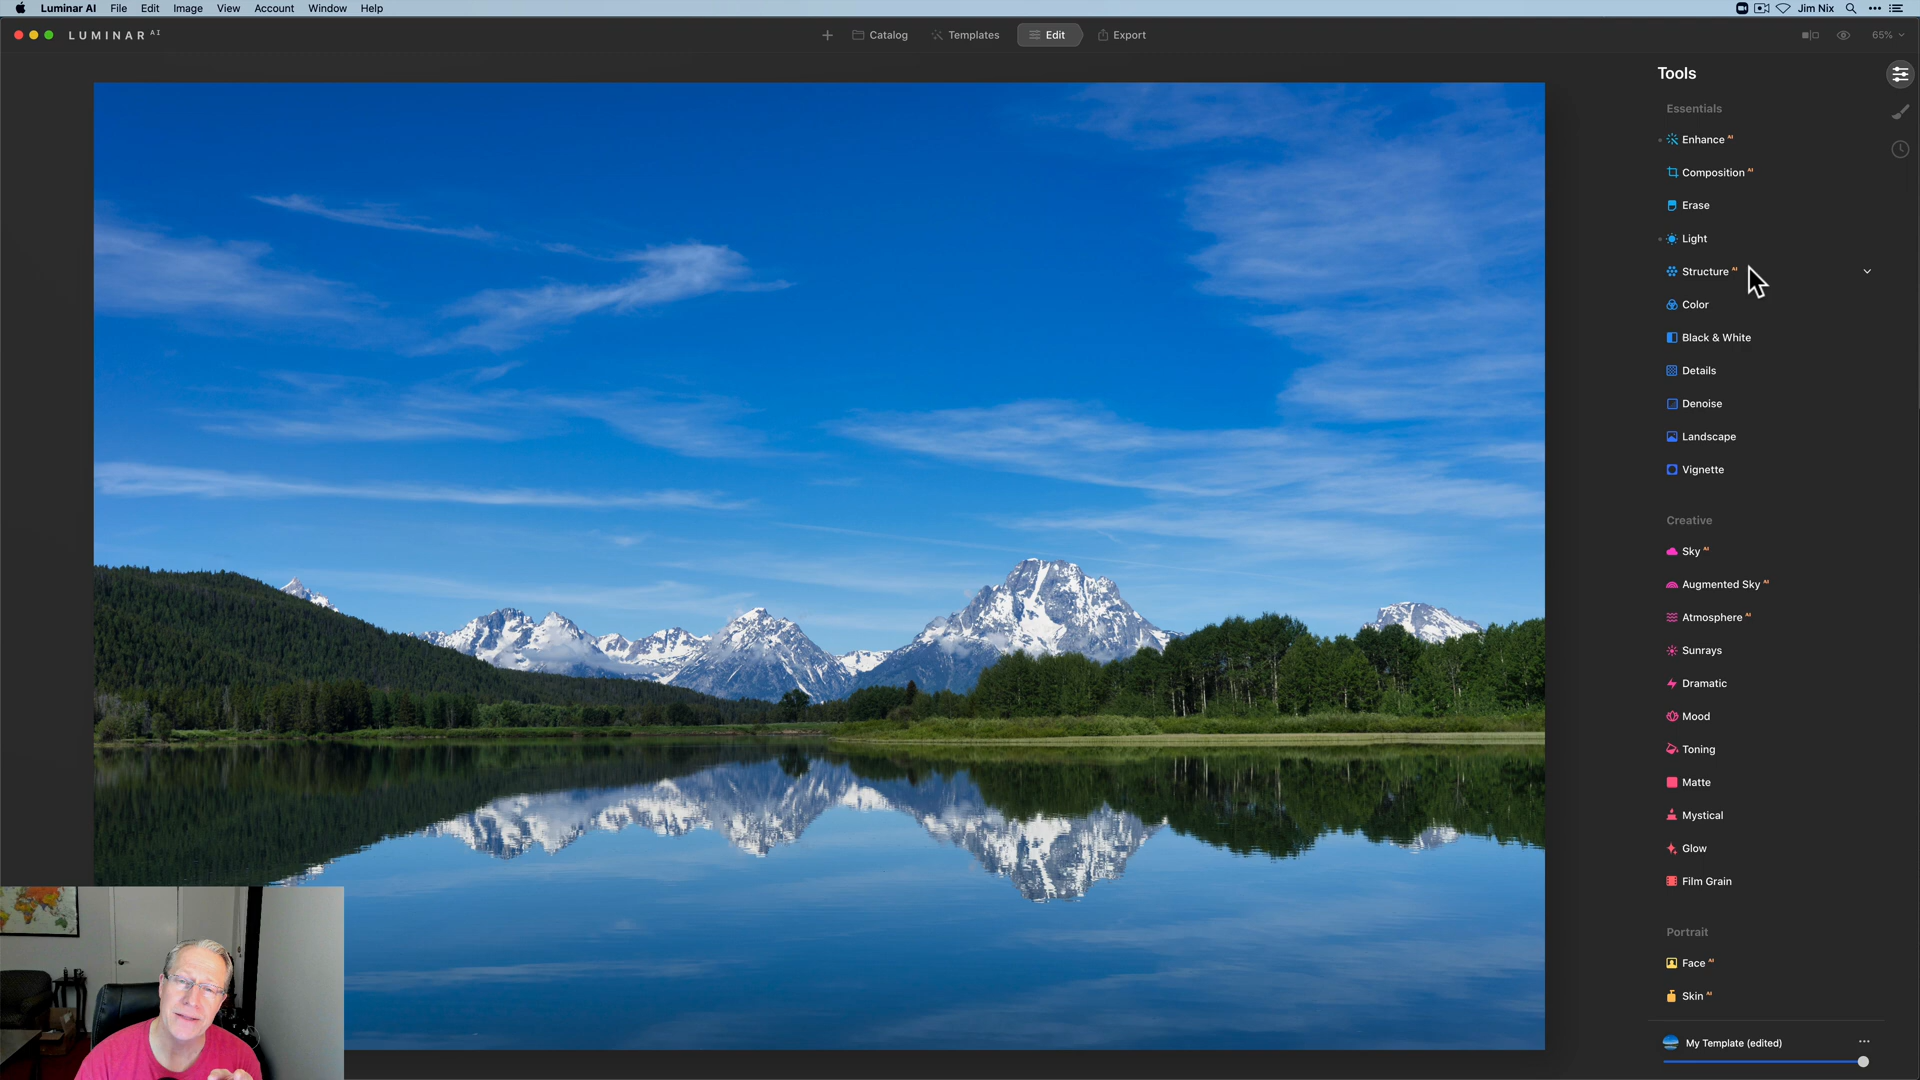 Luminar AI File Edit Image View Account Window Help Jim Nix
LUMINAR AI Catalog Templates Edit Export 65%
Tools
Essentials
Enhance AI
Composition AI
Erase
Light
Structure AI
Color
Black & White
Details
Denoise
Landscape
Vignette
Creative
Sky AI
Augmented Sky AI
Atmosphere AI
Sunrays
Dramatic
Mood
Toning
Matte
Mystical
Glow
Film Grain
Portrait
Face AI
Skin AI
My Template (edited)